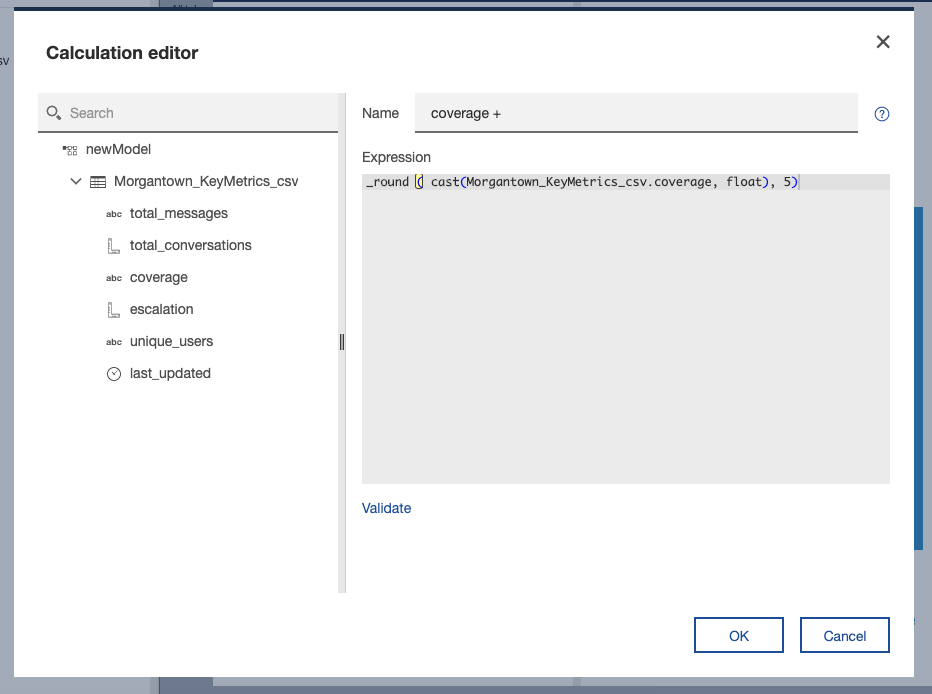 sv
Calculation editor
Search
Name
coverage +
newModel
Expression
Morgantown_KeyMetrics_csv
_round ( cast(Morgantown_KeyMetrics_csv.coverage, float), 5)
abc total_messages
total_conversations
abc coverage
escalation
abc unique_users
last_updated
Validate
OK
Cancel